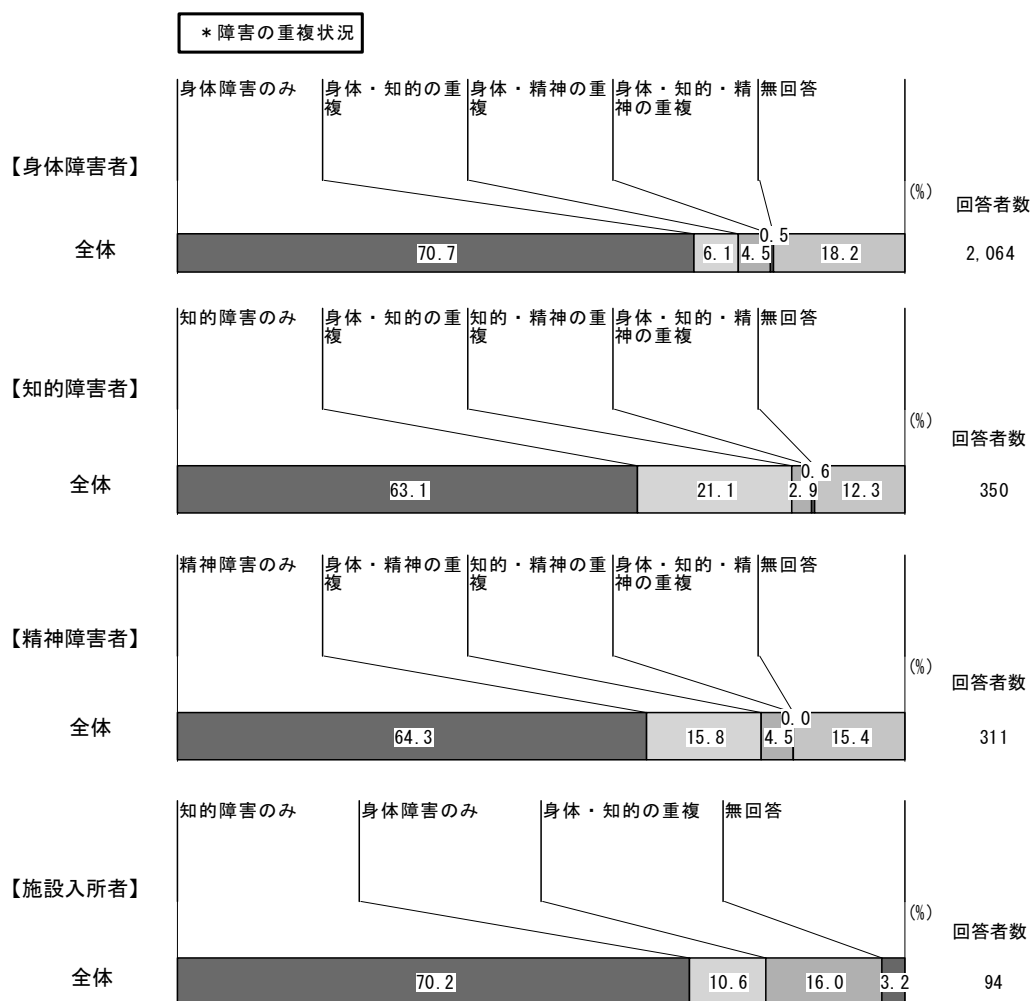 ＊障害の重複状況
身体障害のみ
身体・知的の重
複
身体・精神の重
複
身体・知的・精
神の重複
無回答
【身体障害者】
(%)
回答者数
全体
70.7
6.1
4.5
0.5
18.2
2,064
知的障害のみ
身体・知的の重
複
知的・精神の重
複
身体・知的・精
神の重複
無回答
【知的障害者】
(%)
回答者数
全体
63.1
21.1
2.9
0.6
12.3
350
精神障害のみ
身体・精神の重
複
知的・精神の重
複
身体・知的・精
神の重複
無回答
【精神障害者】
(%)
回答者数
全体
64.3
15.8
4.5
0.0
15.4
311
知的障害のみ
身体障害のみ
身体・知的の重複
無回答
【施設入所者】
(%)
回答者数
全体
70.2
10.6
16.0
3.2
94